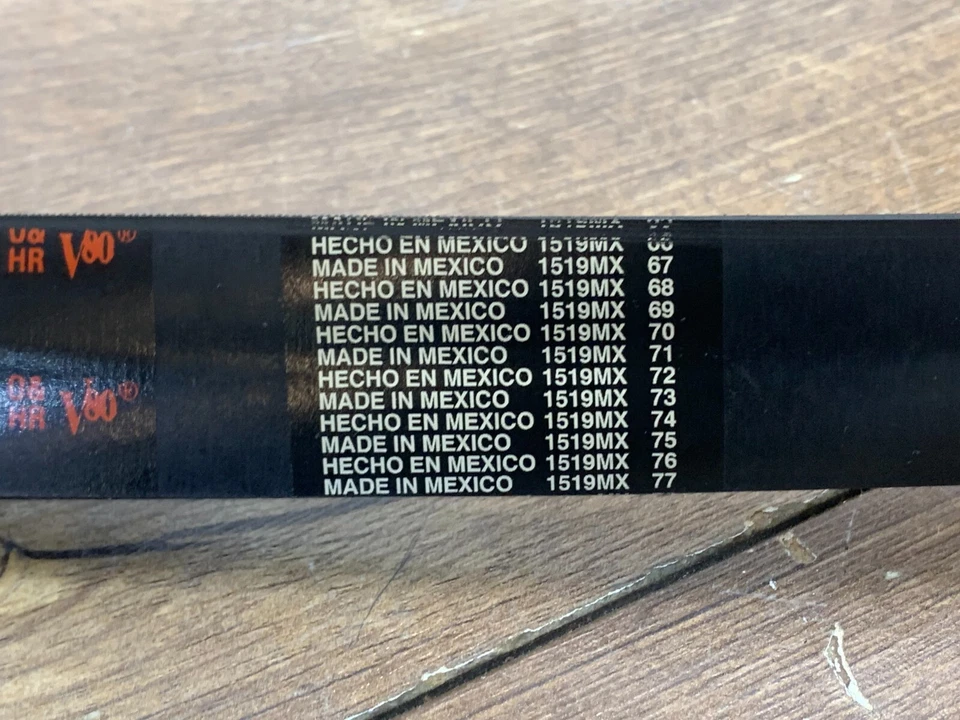 HR V80®
HECHO EN MEXICO 1519MX 66
MADE IN MEXICO 1519MX 67
HECHO EN MEXICO 1519MX 68
MADE IN MEXICO 1519MX 69
HECHO EN MEXICO 1519MX 70
MADE IN MEXICO 1519MX 71
HECHO EN MEXICO 1519MX 72
O&
HR V80®
MADE IN MEXICO 1519MX 73
HECHO EN MEXICO 1519MX 74
MADE IN MEXICO 1519MX 75
HECHO EN MEXICO 1519MX 76
MADE IN MEXICO 1519MX 77